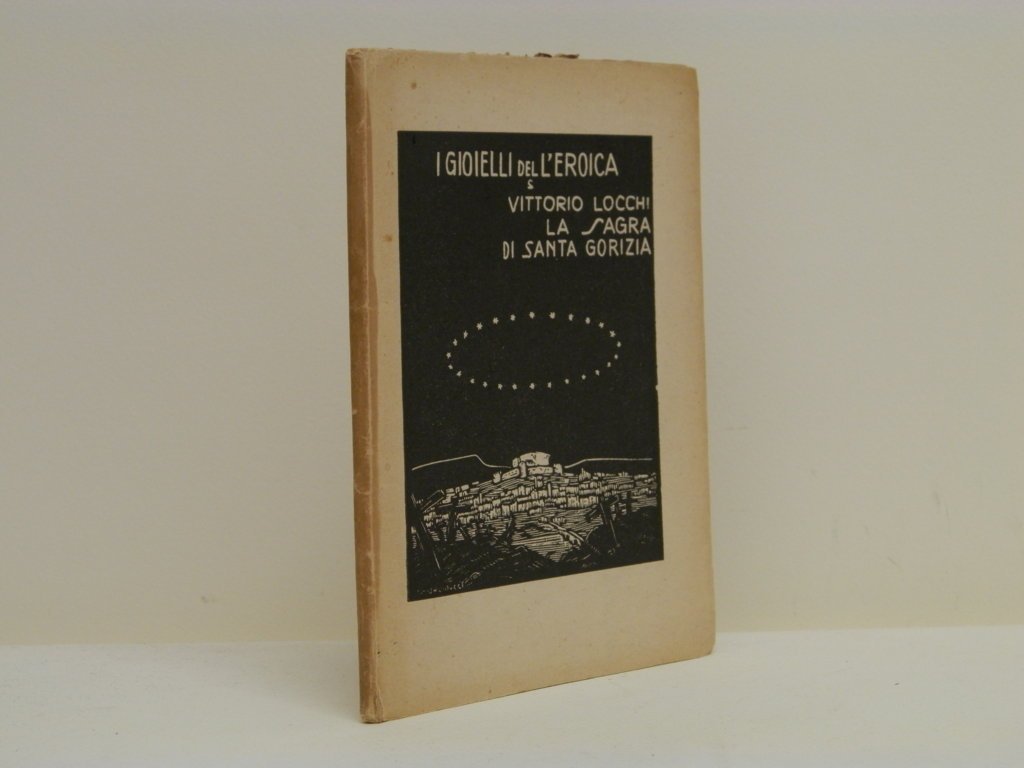 I GIOIELLI DEL L'EROICA
5
VITTORIO LOCCHI
LA SAGRA
DI SANTA GORIZIA